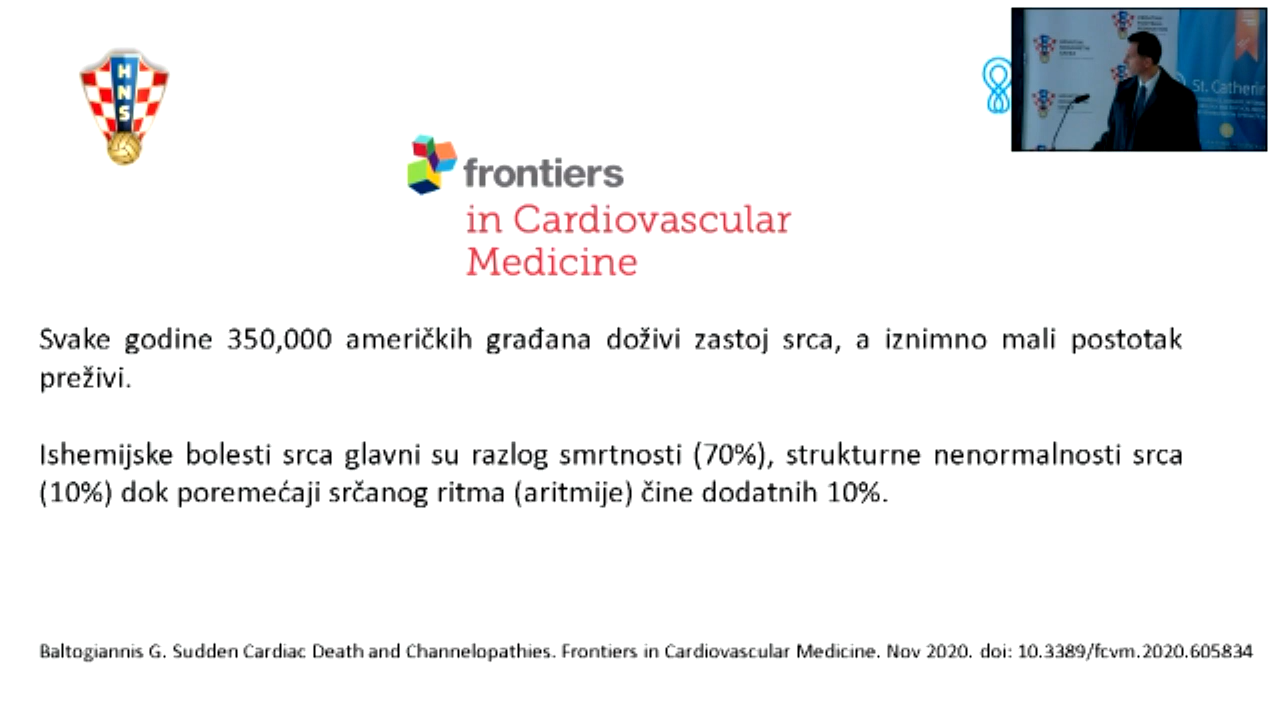 HNS
St. Catherin
frontiers
in Cardiovascular
Medicine
Svake godine 350,000 američkih građana doživi zastoj srca, a iznimno mali postotak
preživi.
Ishemijske bolesti srca glavni su razlog smrtnosti (70%), strukturne nenormalnosti srca
(10%) dok poremećaji srčanog ritma (aritmije) čine dodatnih 10%.
Baltogiannis G. Sudden Cardiac Death and Channelopathies. Frontiers in Cardiovascular Medicine. Nov 2020. doi: 10.3389/fcvm.2020.605834